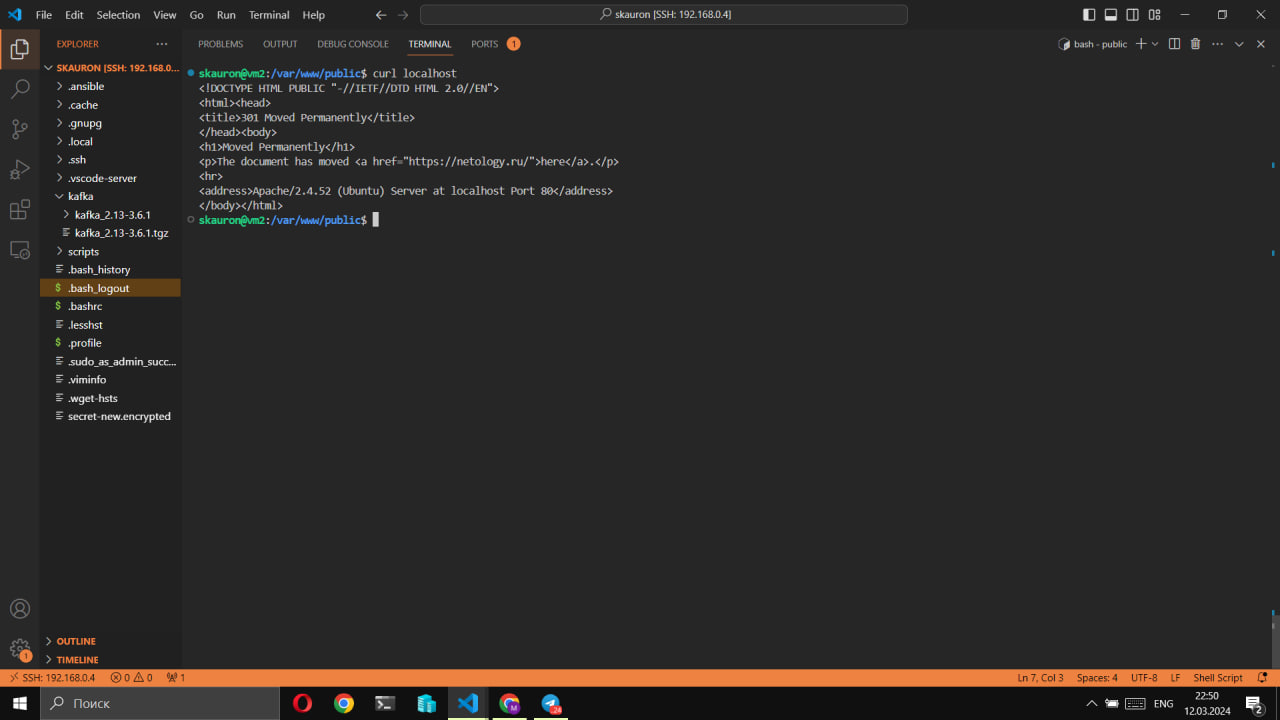 File Edit Selection View Go Run Terminal Help
skauron [SSH: 192.168.0.4]
EXPLORER
PROBLEMS OUTPUT DEBUG CONSOLE TERMINAL PORTS 1
bash - public
SKAURON [SSH: 192.168.0...
.ansible
.cache
.gnupg
.local
.ssh
.vscode-server
kafka
kafka_2.13-3.6.1
kafka_2.13-3.6.1.tgz
scripts
.bash_history
$ .bash_logout
$ .bashrc
.lesshst
$ .profile
.sudo_as_admin_succ...
.viminfo
.wget-hsts
secret-new.encrypted
skauron@vm2:/var/www/public$ curl localhost
<!DOCTYPE HTML PUBLIC "-//IETF//DTD HTML 2.0//EN">
<html><head>
<title>301 Moved Permanently</title>
</head><body>
<h1>Moved Permanently</h1>
<p>The document has moved <a href="https://netology.ru/">here</a>.</p>
<hr>
<address>Apache/2.4.52 (Ubuntu) Server at localhost Port 80</address>
</body></html>
skauron@vm2:/var/www/public$
OUTLINE
TIMELINE
1
SSH: 192.168.0.4 0 0 1
Ln 7, Col 3 Spaces: 4 UTF-8 LF Shell Script
Поиск
M
24
ENG
22:50
12.03.2024
2